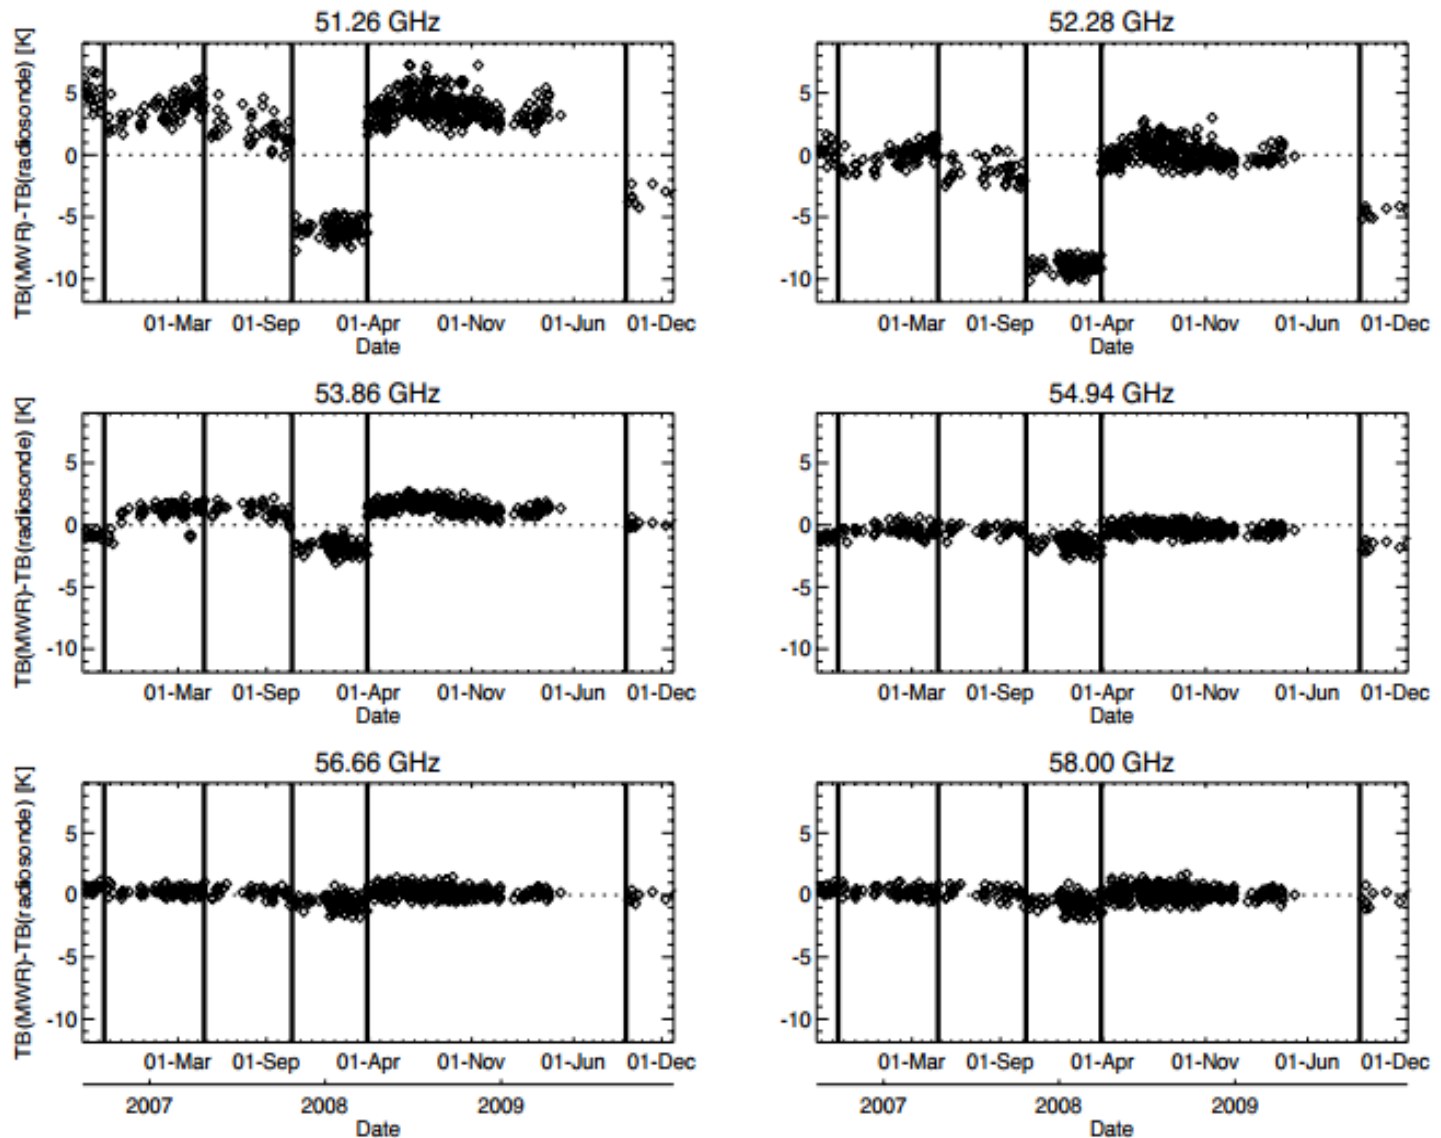 51.26 GHz
52.28 GHz
TB(MWR)-TB(radiosonde) [K]
5
0
-5
-10
01-Mar 01-Sep 01-Apr 01-Nov 01-Jun 01-Dec
Date
TB(MWR)-TB(radiosonde) [K]
5
0
-5
-10
01-Mar 01-Sep 01-Apr 01-Nov 01-Jun 01-Dec
Date
53.86 GHz
54.94 GHz
TB(MWR)-TB(radiosonde) [K]
5
0
-5
-10
01-Mar 01-Sep 01-Apr 01-Nov 01-Jun 01-Dec
Date
5
0
-5
-10
01-Mar 01-Sep 01-Apr 01-Nov 01-Jun 01-Dec
Date
56.66 GHz
58.00 GHz
TB(MWR)-TB(radiosonde) [K]
5
0
-5
-10
01-Mar 01-Sep 01-Apr 01-Nov 01-Jun 01-Dec
2007 2008 2009
Date
5
0
-5
-10
01-Mar 01-Sep 01-Apr 01-Nov 01-Jun 01-Dec
2007 2008 2009
Date